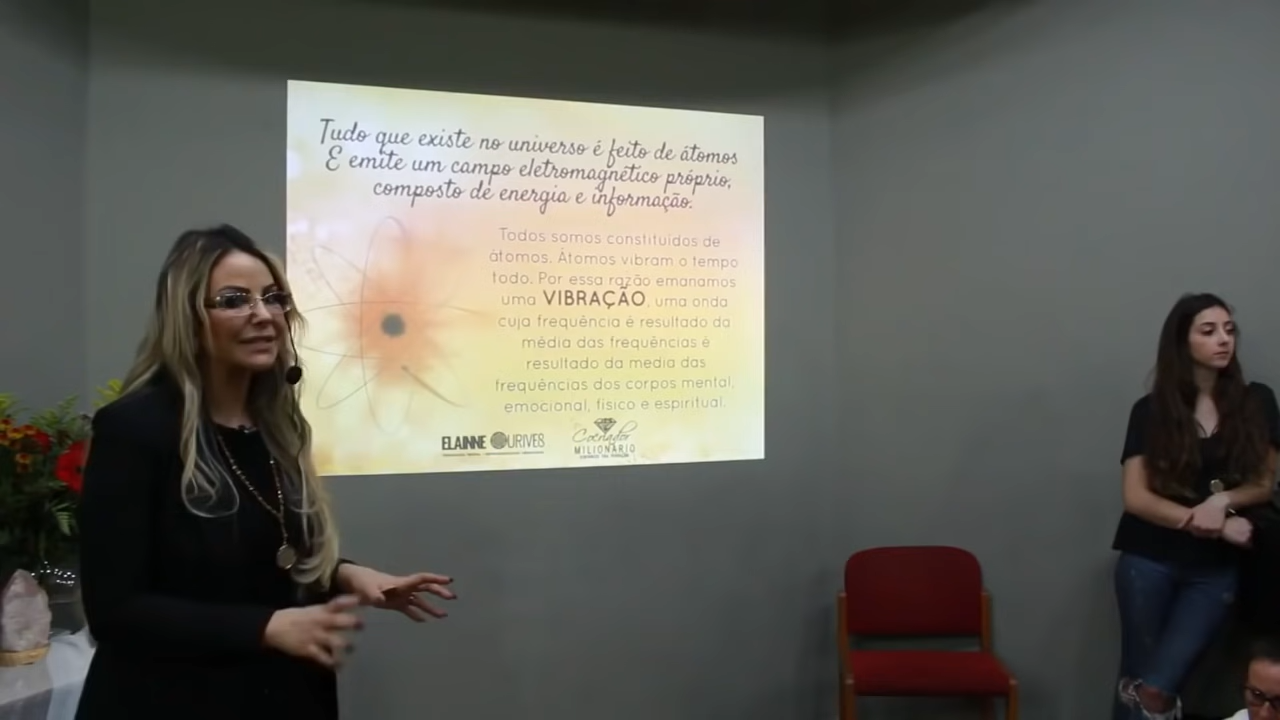 Tudo que existe no universo é feito de átomos
E emite um campo eletromagnético próprio,
composto de energia e informação.
Todos somos constituídos de
átomos. Átomos vibram o tempo
todo. Por essa razão emanamos
uma VIBRAÇÃO, uma onda
cuja frequência é resultado da
média das frequências é
resultado da media das
frequências dos corpos mental,
emocional, físico e espiritual.
ELAINNE OURIVES
Cocriador
MILIONÁRIO